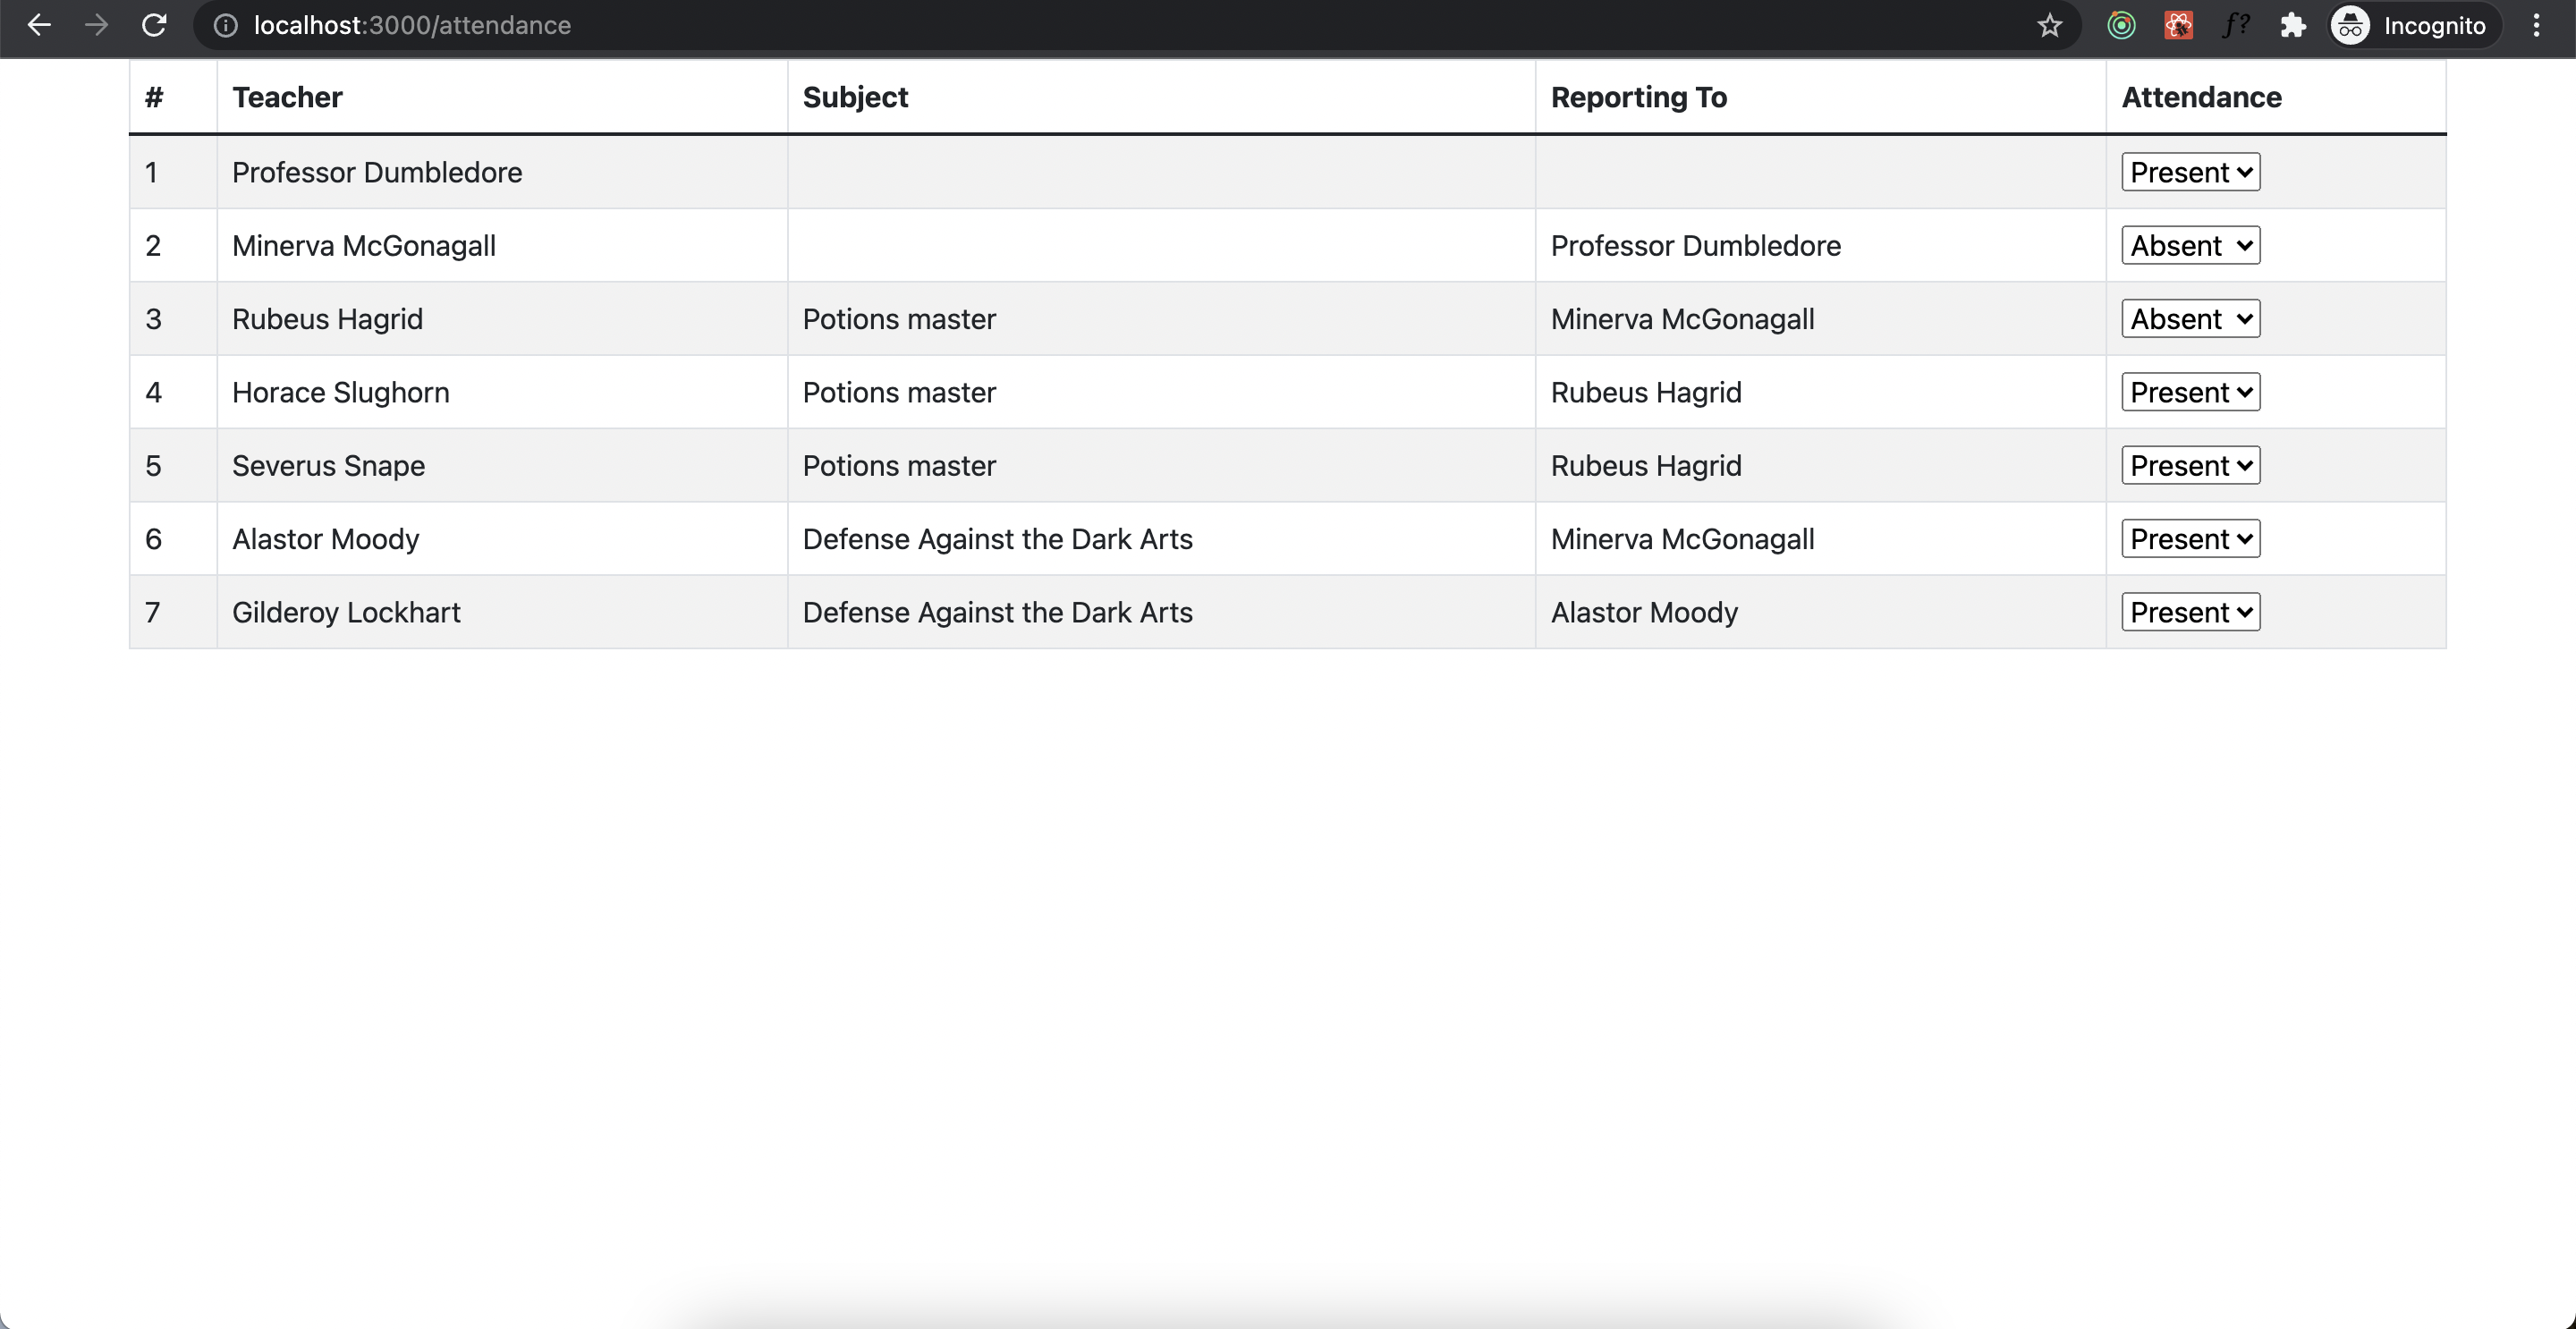 localhost:3000/attendance f? Incognito
# Teacher Subject Reporting To Attendance
1 Professor Dumbledore Present
2 Minerva McGonagall Professor Dumbledore Absent
3 Rubeus Hagrid Potions master Minerva McGonagall Absent
4 Horace Slughorn Potions master Rubeus Hagrid Present
5 Severus Snape Potions master Rubeus Hagrid Present
6 Alastor Moody Defense Against the Dark Arts Minerva McGonagall Present
7 Gilderoy Lockhart Defense Against the Dark Arts Alastor Moody Present